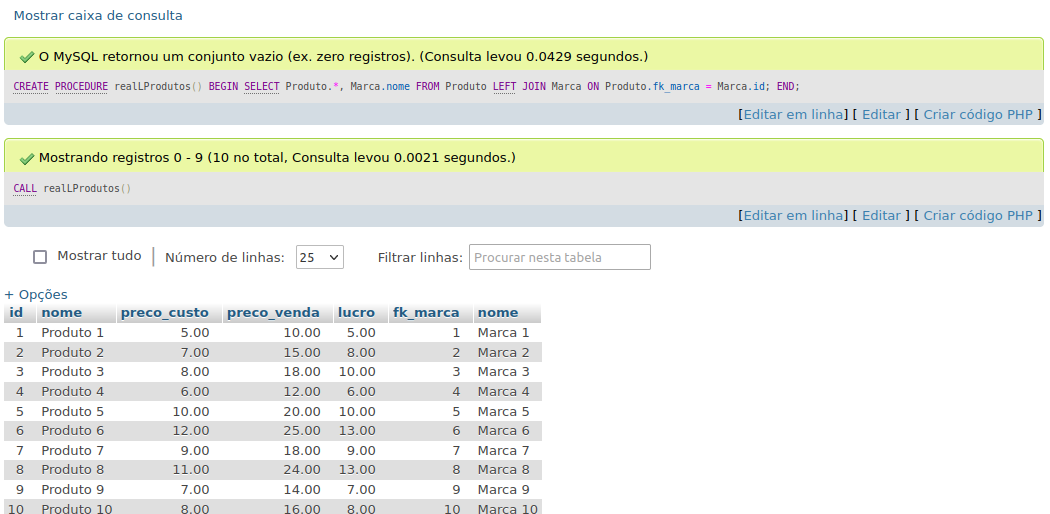 Mostrar caixa de consulta
O MySQL retornou um conjunto vazio (ex. zero registros). (Consulta levou 0.0429 segundos.)
CREATE PROCEDURE realLProdutos() BEGIN SELECT Produto.*, Marca.nome FROM Produto LEFT JOIN Marca ON Produto.fk_marca = Marca.id; END;
[Editar em linha] [ Editar ] [ Criar código PHP ]
Mostrando registros 0 - 9 (10 no total, Consulta levou 0.0021 segundos.)
CALL realLProdutos()
[Editar em linha] [ Editar ] [ Criar código PHP ]
Mostrar tudo | Número de linhas: 25 Filtrar linhas: Procurar nesta tabela
+ Opções
id nome preco_custo preco_venda lucro fk_marca nome
1 Produto 1 5.00 10.00 5.00 1 Marca 1
2 Produto 2 7.00 15.00 8.00 2 Marca 2
3 Produto 3 8.00 18.00 10.00 3 Marca 3
4 Produto 4 6.00 12.00 6.00 4 Marca 4
5 Produto 5 10.00 20.00 10.00 5 Marca 5
6 Produto 6 12.00 25.00 13.00 6 Marca 6
7 Produto 7 9.00 18.00 9.00 7 Marca 7
8 Produto 8 11.00 24.00 13.00 8 Marca 8
9 Produto 9 7.00 14.00 7.00 9 Marca 9
10 Produto 10 8.00 16.00 8.00 10 Marca 10